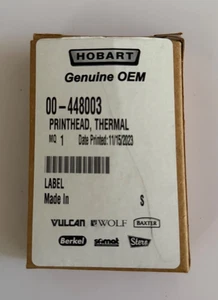 HOBART
Genuine OEM
00-448003
PRINTHEAD, THERMAL
MQ 1 Date Printed: 11/15/2023
LABEL
Made In S
VULCAN WOLF BAXTER
Berkel Stero